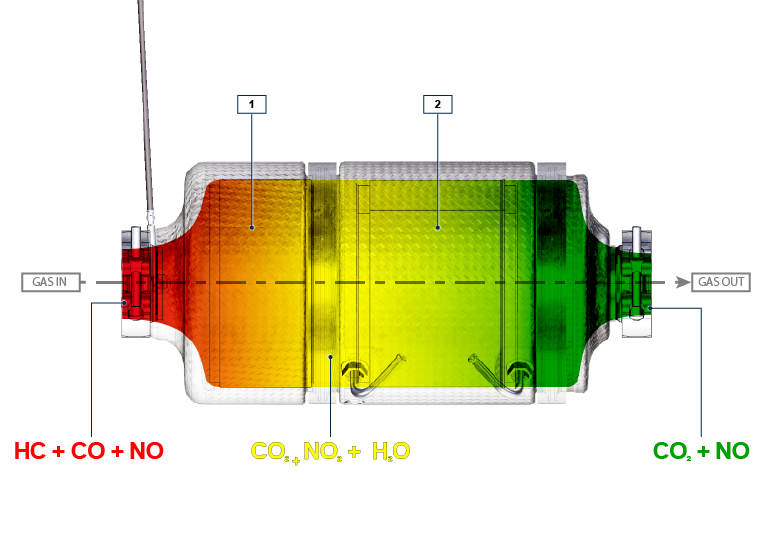 1
2
GAS IN
GAS OUT
HC + CO + NO
CO₂ + NO₂ + H₂O
CO₂ + NO